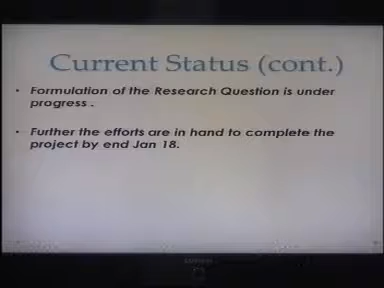 Current Status (cont.)
• Formulation of the Research Question is under
progress .
• Further the efforts are in hand to complete the
project by end Jan 18.